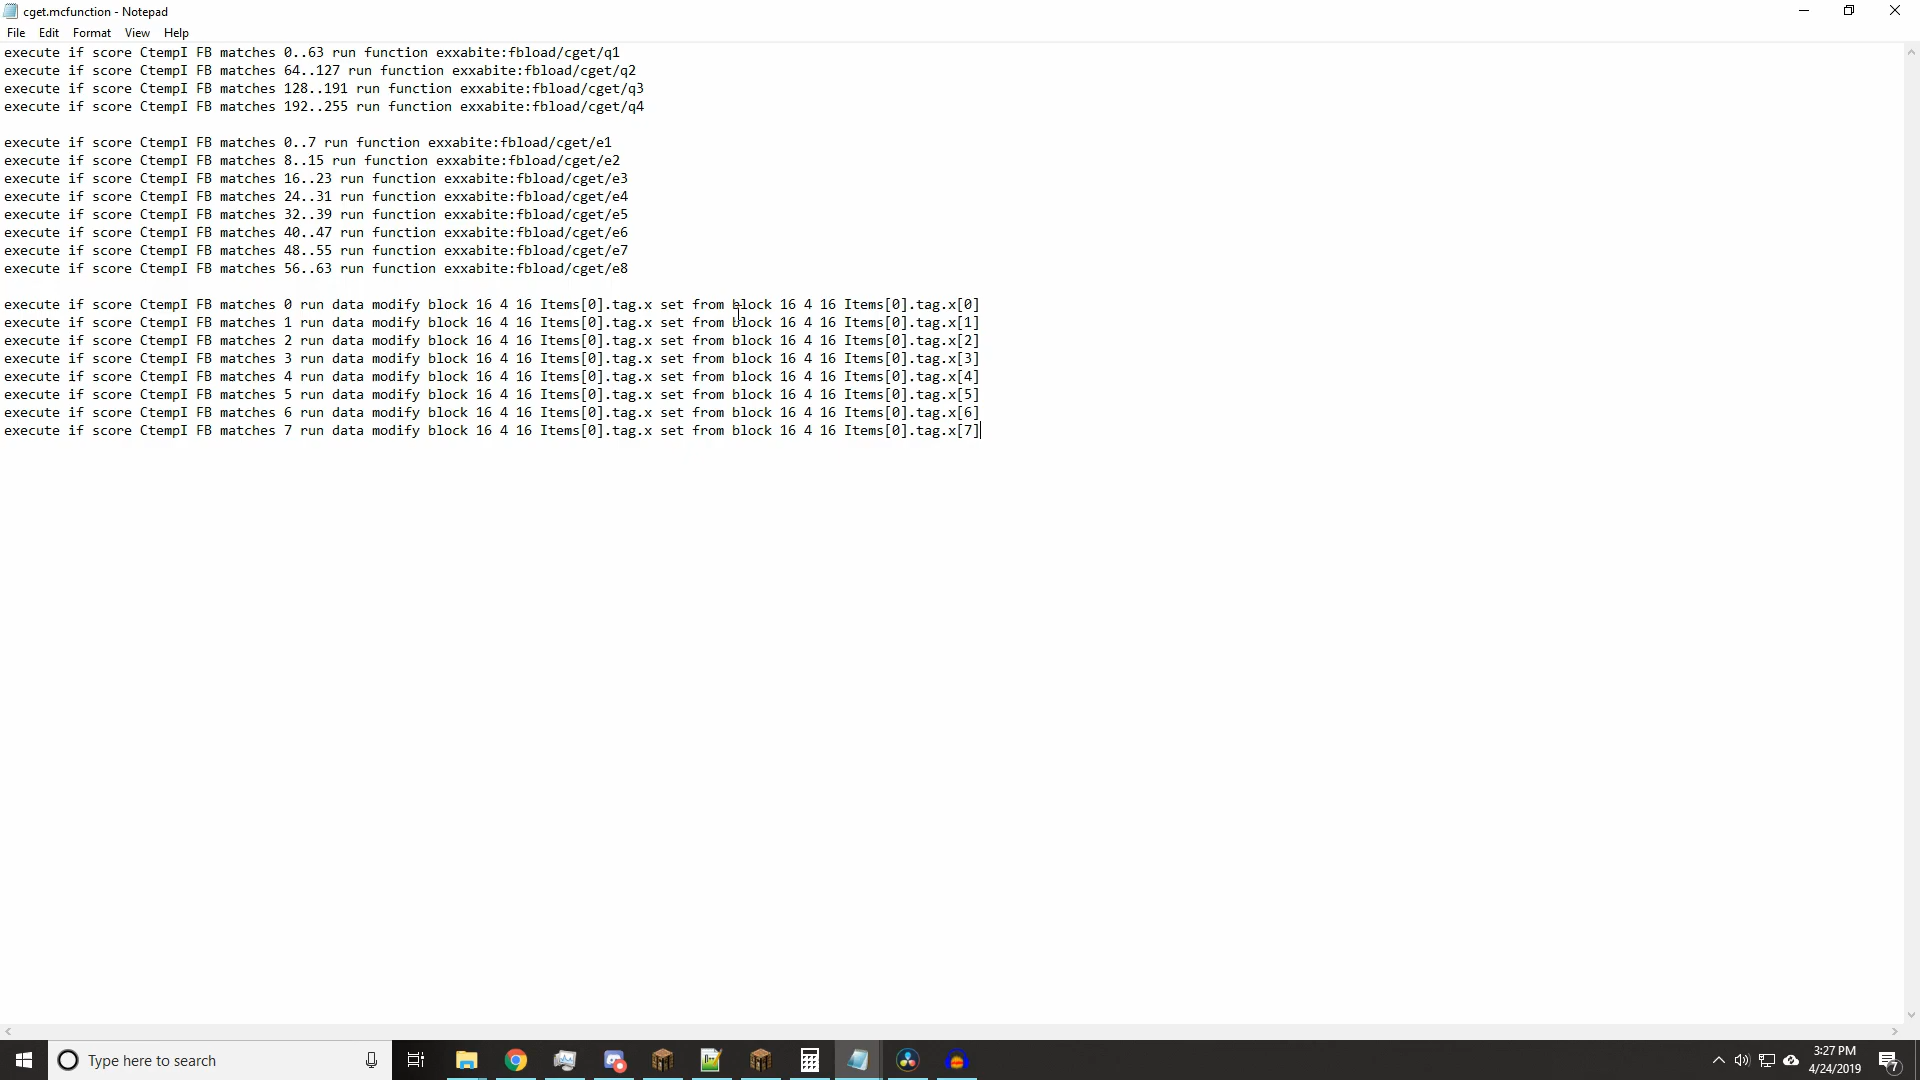 cget.mcfunction - Notepad
File Edit Format View Help
execute if score CtempI FB matches 0..63 run function exxabite:fbload/cget/q1
execute if score CtempI FB matches 64..127 run function exxabite:fbload/cget/q2
execute if score CtempI FB matches 128..191 run function exxabite:fbload/cget/q3
execute if score CtempI FB matches 192..255 run function exxabite:fbload/cget/q4
execute if score CtempI FB matches 0..7 run function exxabite:fbload/cget/e1
execute if score CtempI FB matches 8..15 run function exxabite:fbload/cget/e2
execute if score CtempI FB matches 16..23 run function exxabite:fbload/cget/e3
execute if score CtempI FB matches 24..31 run function exxabite:fbload/cget/e4
execute if score CtempI FB matches 32..39 run function exxabite:fbload/cget/e5
execute if score CtempI FB matches 40..47 run function exxabite:fbload/cget/e6
execute if score CtempI FB matches 48..55 run function exxabite:fbload/cget/e7
execute if score CtempI FB matches 56..63 run function exxabite:fbload/cget/e8
execute if score CtempI FB matches 0 run data modify block 16 4 16 Items[0].tag.x set from block 16 4 16 Items[0].tag.x[0]
execute if score CtempI FB matches 1 run data modify block 16 4 16 Items[0].tag.x set from block 16 4 16 Items[0].tag.x[1]
execute if score CtempI FB matches 2 run data modify block 16 4 16 Items[0].tag.x set from block 16 4 16 Items[0].tag.x[2]
execute if score CtempI FB matches 3 run data modify block 16 4 16 Items[0].tag.x set from block 16 4 16 Items[0].tag.x[3]
execute if score CtempI FB matches 4 run data modify block 16 4 16 Items[0].tag.x set from block 16 4 16 Items[0].tag.x[4]
execute if score CtempI FB matches 5 run data modify block 16 4 16 Items[0].tag.x set from block 16 4 16 Items[0].tag.x[5]
execute if score CtempI FB matches 6 run data modify block 16 4 16 Items[0].tag.x set from block 16 4 16 Items[0].tag.x[6]
execute if score CtempI FB matches 7 run data modify block 16 4 16 Items[0].tag.x set from block 16 4 16 Items[0].tag.x[7]
Type here to search
3:27 PM
4/24/2019
7